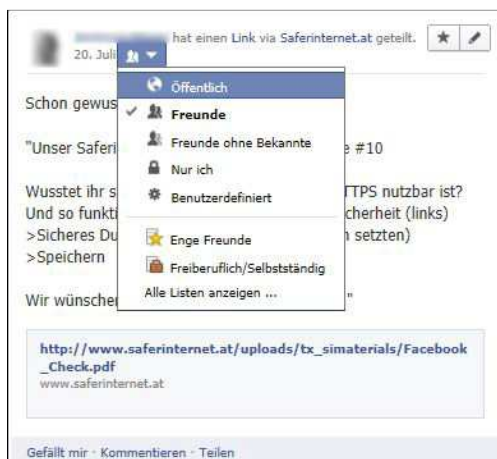 hat einen Link via Saferinternet.at geteilt.
20. Juli
Öffentlich
Freunde
Freunde ohne Bekannte
Nur ich
Benutzerdefiniert
Enge Freunde
Freiberuflich/Selbstständig
Alle Listen anzeigen ...
Schon gewus
"Unser Saferi e #10
Wusstet ihr s TTPS nutzbar ist?
Und so funkti cherheit (links)
>Sicheres Du n setzten)
>Speichern
Wir wünscher "
http://www.saferinternet.at/uploads/tx_simaterials/Facebook
_Check.pdf
www.saferinternet.at
Gefällt mir · Kommentieren · Teilen